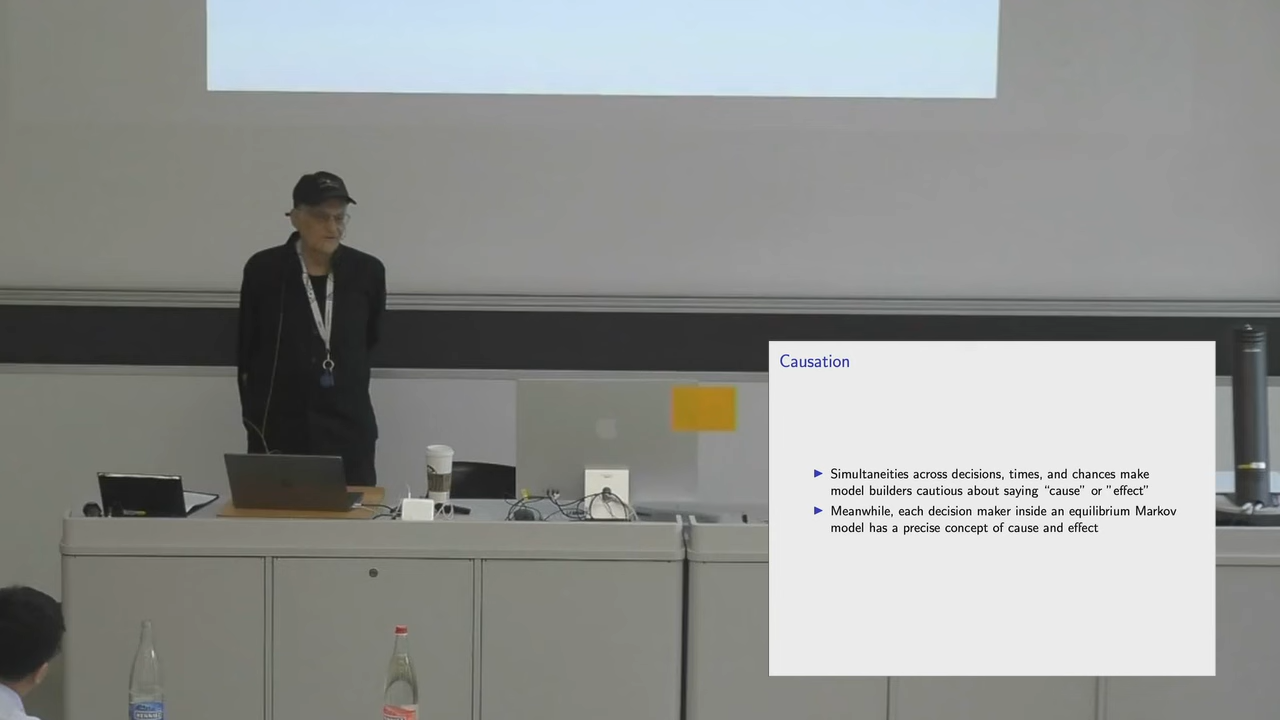 Causation
▶ Simultaneities across decisions, times, and chances make
model builders cautious about saying “cause” or ”effect”
▶ Meanwhile, each decision maker inside an equilibrium Markov
model has a precise concept of cause and effect